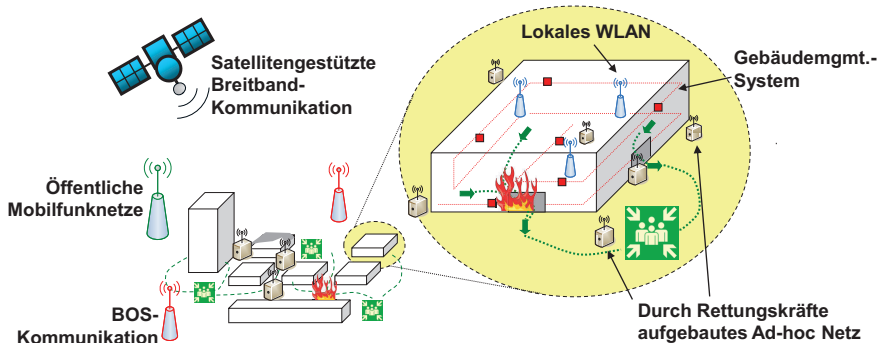 Satellitengestützte
Breitband-
Kommunikation
Lokales WLAN
Gebäudemgmt.-
System
Öffentliche
Mobilfunknetze
BOS-
Kommunikation
Durch Rettungskräfte
aufgebautes Ad-hoc Netz